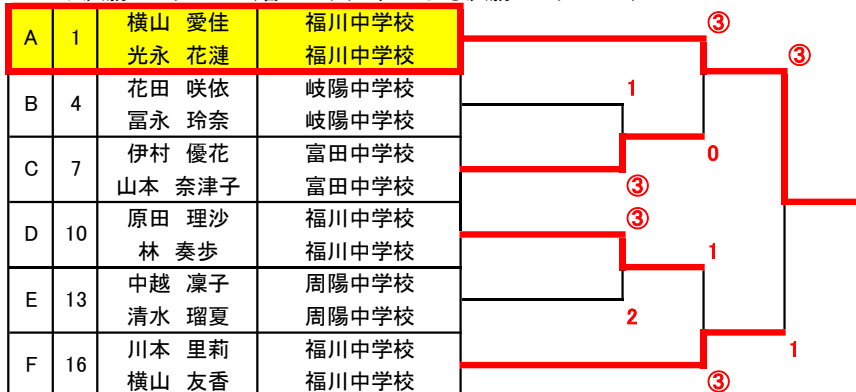 A 1 横山 愛佳 福川中学校
光永 花漣 福川中学校
B 4 花田 咲依 岐陽中学校
冨永 玲奈 岐陽中学校
C 7 伊村 優花 富田中学校
山本 奈津子 富田中学校
D 10 原田 理沙 福川中学校
林 奏歩 福川中学校
E 13 中越 凜子 周陽中学校
清水 瑠夏 周陽中学校
F 16 川本 里莉 福川中学校
横山 友香 福川中学校
③
③
1
0
③
③
1
2
1
③